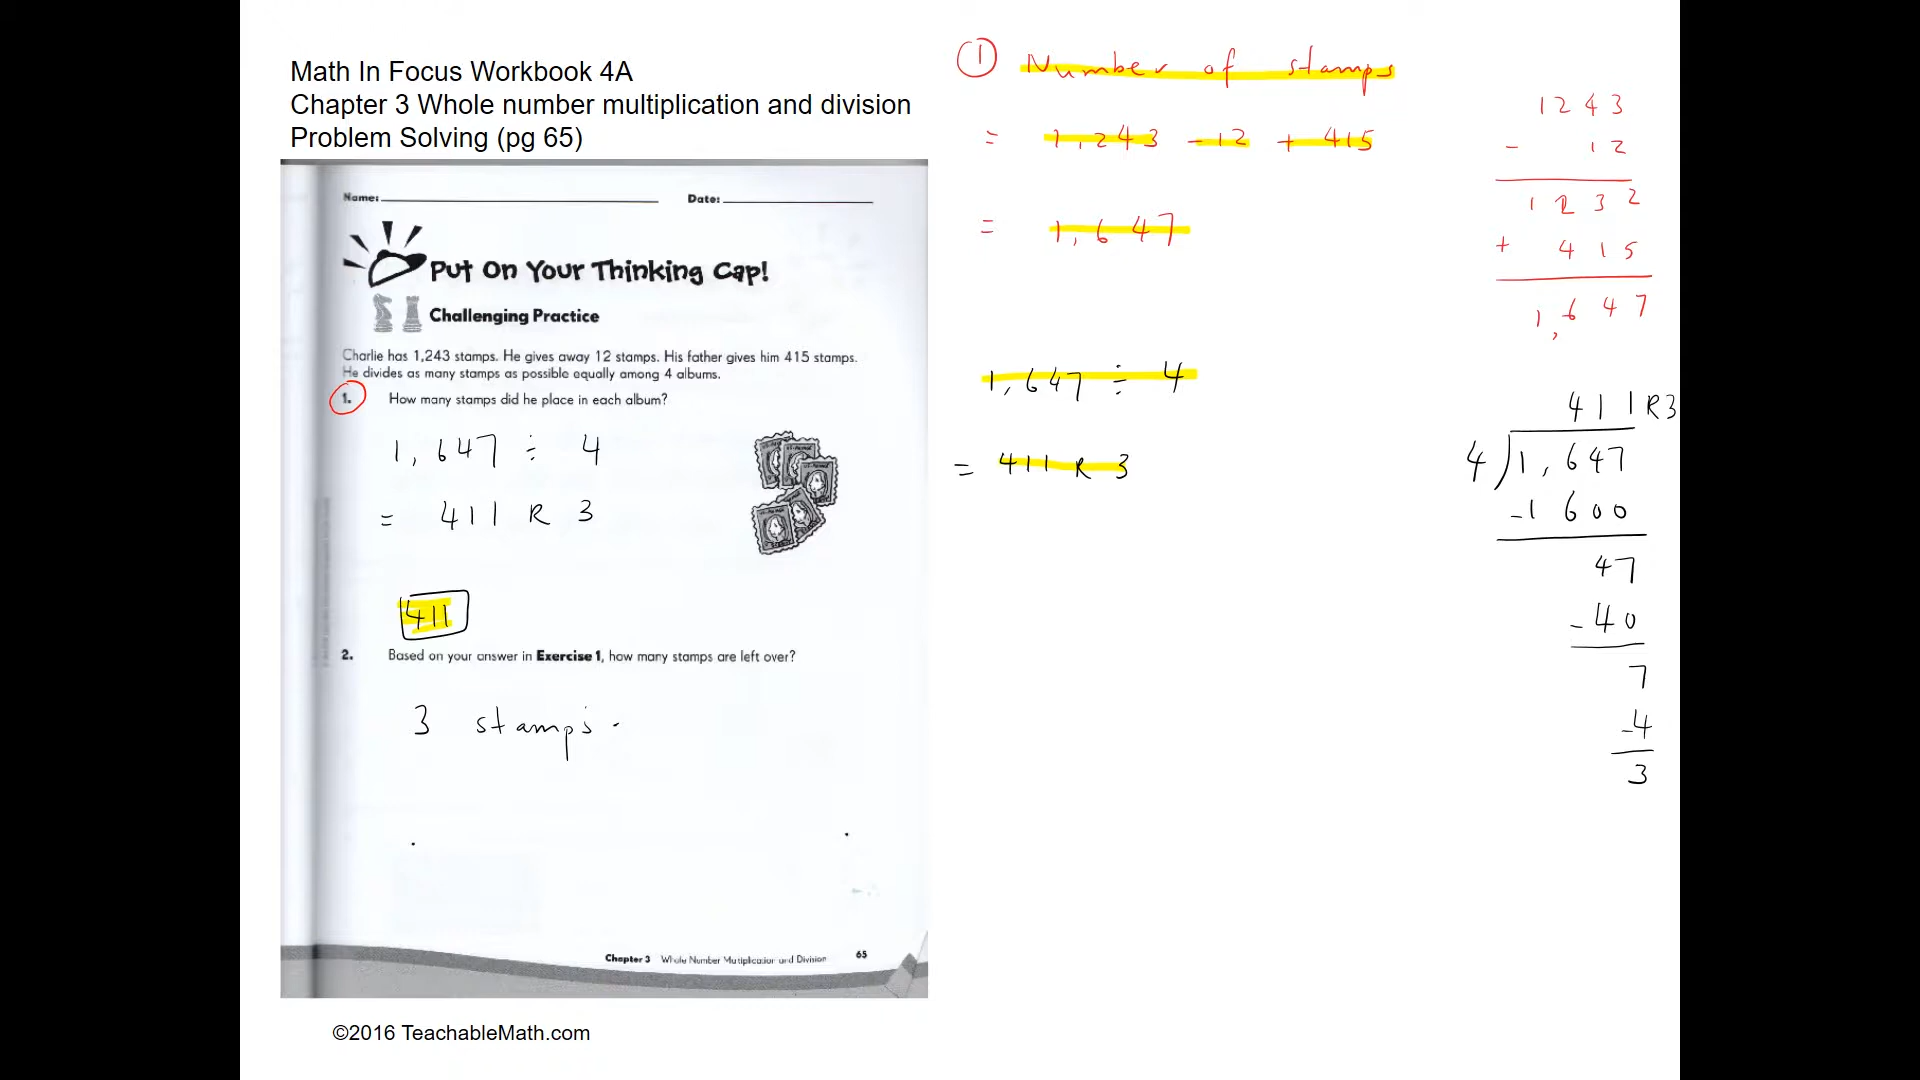 Math In Focus Workbook 4A
Chapter 3 Whole number multiplication and division
Problem Solving (pg 65)
Name:
Date:
Put On Your Thinking Cap!
Challenging Practice
Charlie has 1,243 stamps. He gives away 12 stamps. His father gives him 415 stamps.
He divides as many stamps as possible equally among 4 albums.
1. How many stamps did he place in each album?
1,647 ÷ 4
= 411 R 3
411
2. Based on your answer in Exercise 1, how many stamps are left over?
3 stamps.
Chapter 3 Whole Number Multiplication and Division 65
©2016 TeachableMath.com
① Number of stamps
= 1,243 - 12 + 415
= 1,647
1,647 ÷ 4
= 411 R 3
1243
- 12
1232
+ 415
1,647
411 R3
4)1,647
-1600
47
-40
7
-4
3